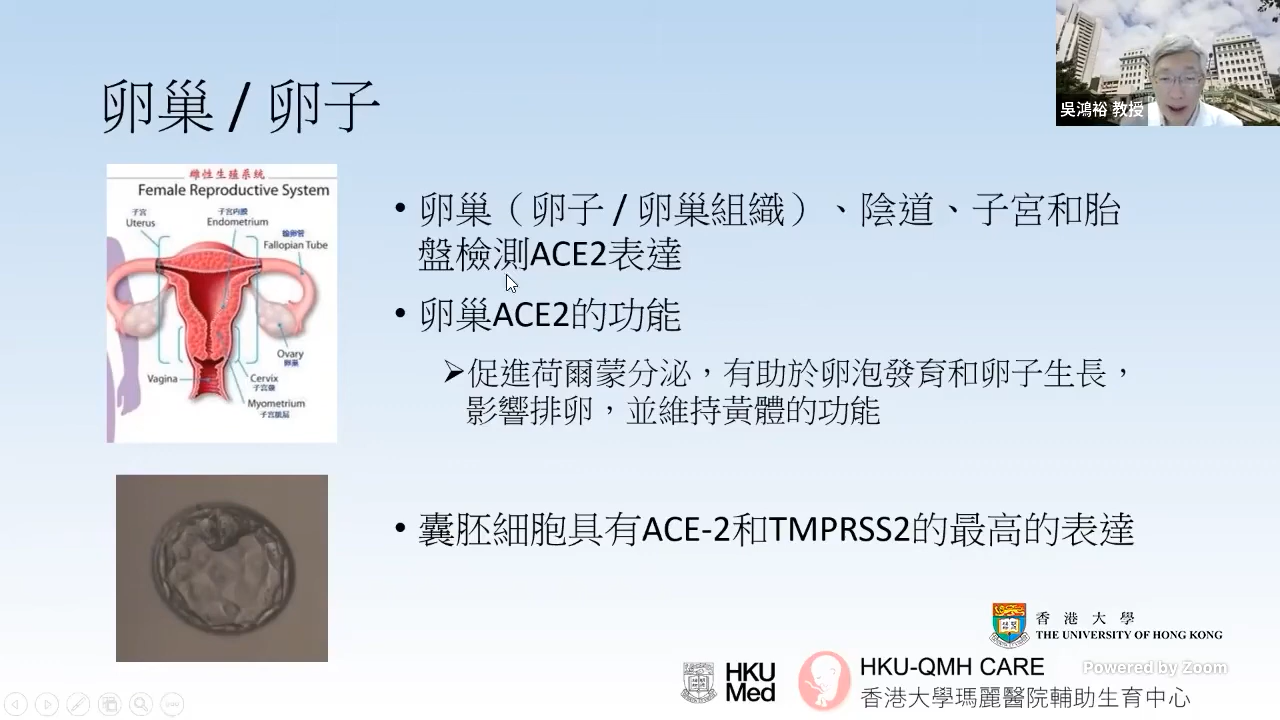 吳鴻裕 教授
卵巢 / 卵子
雌性生殖系統
Female Reproductive System
子宮
Uterus
子宮內膜
Endometrium
輸卵管
Fallopian Tube
Ovary
卵巢
Vagina
Cervix
子宮頸
Myometrium
子宮肌層
• 卵巢（卵子 / 卵巢組織）、陰道、子宮和胎
盤檢測ACE2表達
• 卵巢ACE2的功能
➢促進荷爾蒙分泌，有助於卵泡發育和卵子生長，
影響排卵，並維持黃體的功能
• 囊胚細胞具有ACE-2和TMPRSS2的最高的表達
香港大學
THE UNIVERSITY OF HONG KONG
HKU
Med
HKU-QMH CARE
香港大學瑪麗醫院輔助生育中心
Powered by Zoom